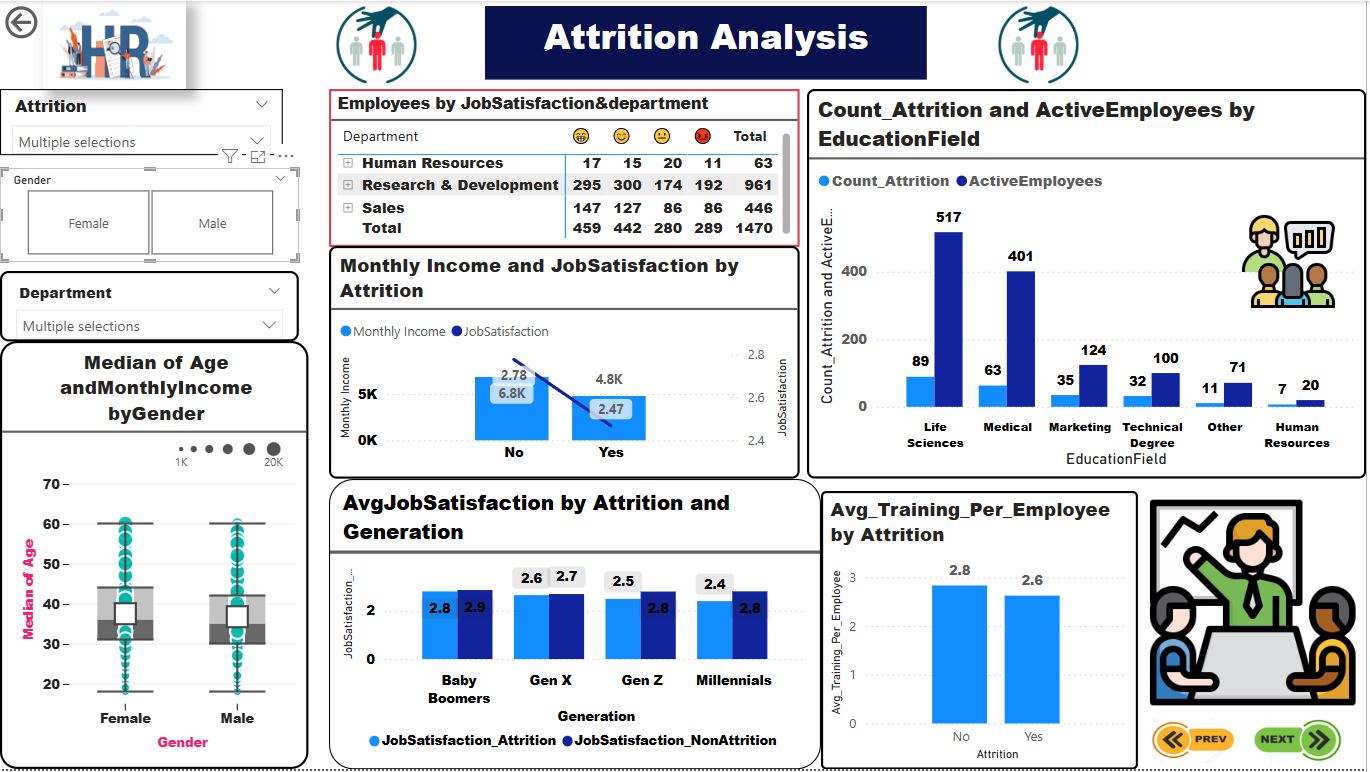 HR
Attrition Analysis
Attrition
Multiple selections
Gender
Female
Male
Department
Multiple selections
Median of Age
andMonthlyIncome
byGender
1K
20K
70
60
50
40
30
20
Median of Age
Female
Male
Gender
Employees by JobSatisfaction&department
Department Total
Human Resources 17 15 20 11 63
Research & Development 295 300 174 192 961
Sales 147 127 86 86 446
Total 459 442 280 289 1470
Monthly Income and JobSatisfaction by
Attrition
Monthly Income JobSatisfaction
Monthly Income
5K
0K
2.78
6.8K
4.8K
2.47
2.8
2.6
2.4
JobSatisfaction
No
Yes
Count_Attrition and ActiveEmployees by
EducationField
Count_Attrition ActiveEmployees
Count_Attrition and ActiveE...
400
200
0
89
517
63
401
35
124
32
100
11
71
7
20
Life
Sciences
Medical
Marketing
Technical
Degree
Other
Human
Resources
EducationField
AvgJobSatisfaction by Attrition and
Generation
JobSatisfaction_...
2
0
2.8
2.9
2.6
2.7
2.5
2.8
2.4
2.8
Baby
Boomers
Gen X
Gen Z
Millennials
Generation
JobSatisfaction_Attrition JobSatisfaction_NonAttrition
Avg_Training_Per_Employee
by Attrition
Avg_Training_Per_Employee
3
2
1
0
2.8
2.6
No
Yes
Attrition
PREV
NEXT